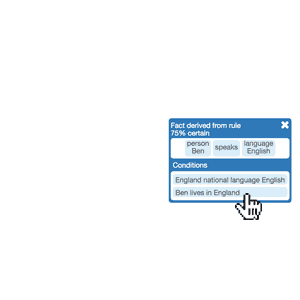 Fact derived from rule
75% certain
person speaks language
Ben English
Conditions
England national language English
Ben lives in England